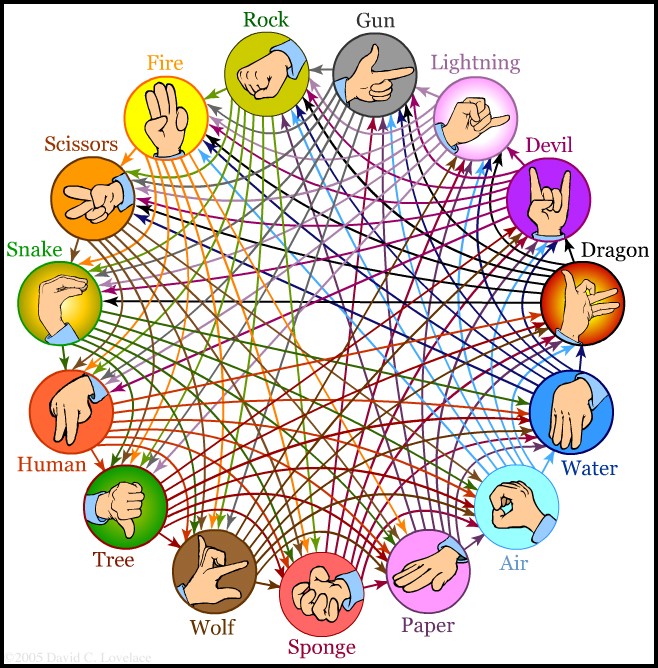 Rock
Gun
Fire
Lightning
Scissors
Devil
Snake
Dragon
Human
Water
Tree
Air
Wolf
Paper
Sponge
©2005 David C. Lovelace